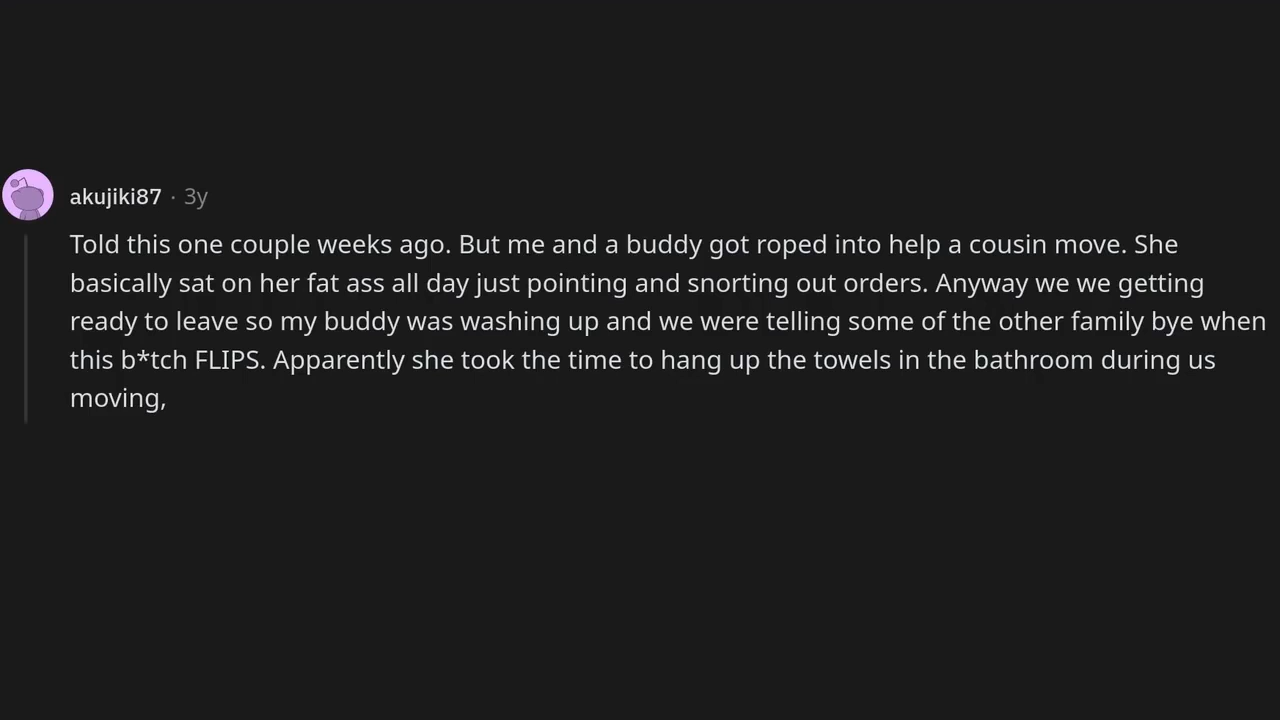 akujiki87 · 3y
Told this one couple weeks ago. But me and a buddy got roped into help a cousin move. She
basically sat on her fat ass all day just pointing and snorting out orders. Anyway we we getting
ready to leave so my buddy was washing up and we were telling some of the other family bye when
this b*tch FLIPS. Apparently she took the time to hang up the towels in the bathroom during us
moving,